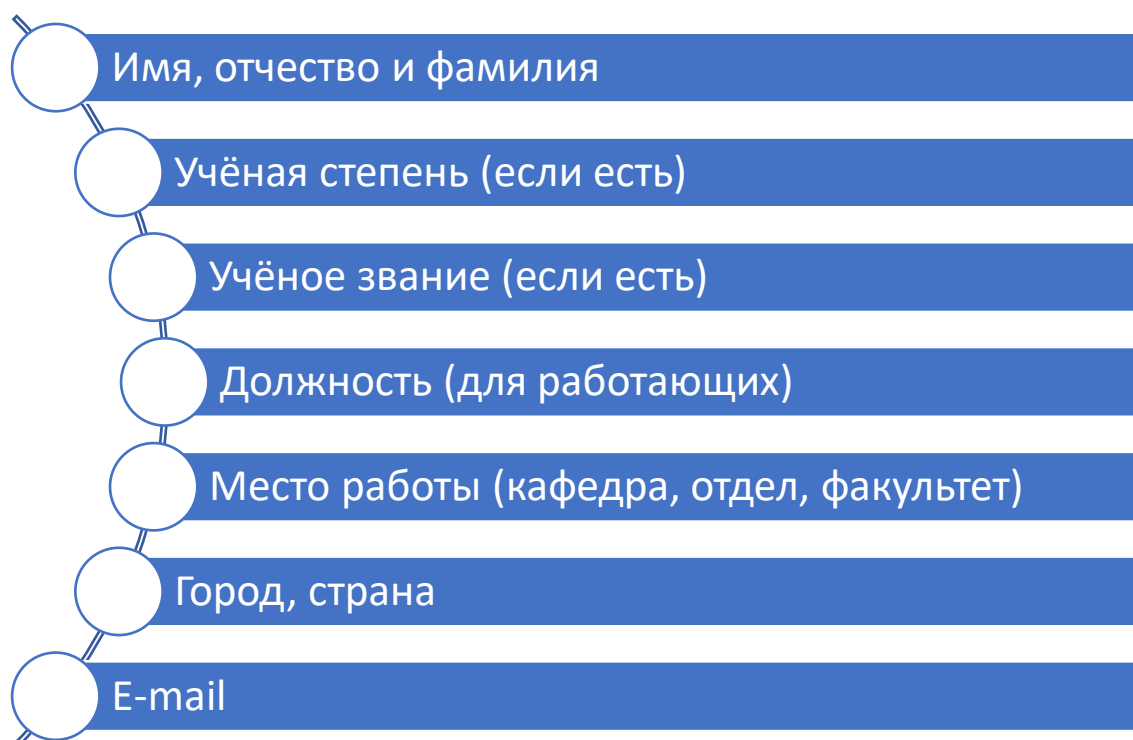 Имя, отчество и фамилия
Учёная степень (если есть)
Учёное звание (если есть)
Должность (для работающих)
Место работы (кафедра, отдел, факультет)
Город, страна
E-mail